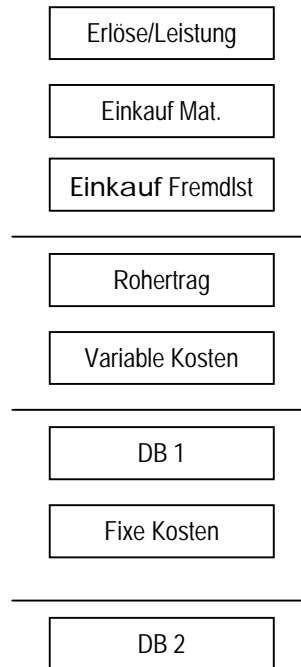 Erlöse/Leistung
Einkauf Mat.
Einkauf Fremdlst
Rohertrag
Variable Kosten
DB 1
Fixe Kosten
DB 2